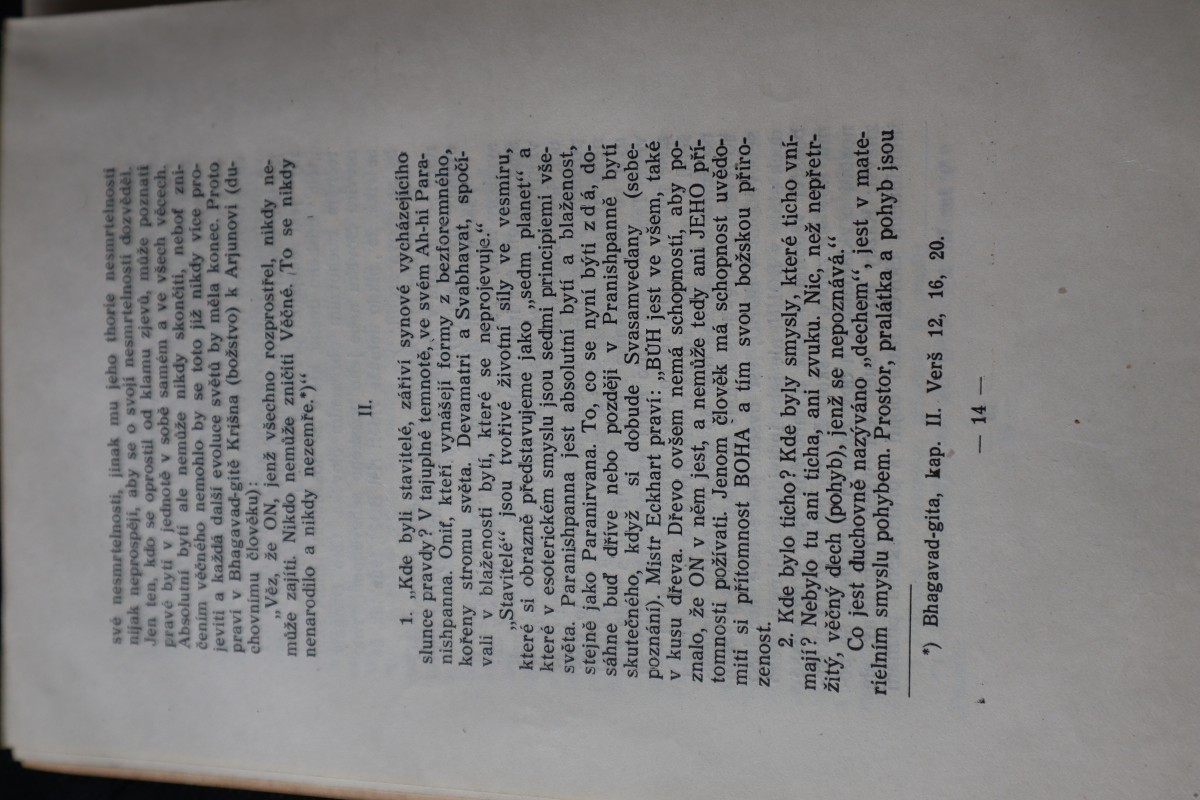 své nesmrtelnosti, jinak mu jeho thorie nesmrtelnosti
nijak neprospěji, aby se o svoji nesmrtelnosti dozvěděl.
Jen ten, kdo se oprostil od klamu zjevů, může poznati
pravé bytí v jednotě v sobě samém a ve všech věcech.
Absolutní bytí ale nemůže nikdy skončiti, neboť zni-
čením věčného nemohlo by se toto již nikdy více pro-
jeviti a každá další evoluce světů by měla konec. Proto
praví v Bhagavad-gitě Krišna (božstvo) k Arjunovi (du-
chovnímu člověku):
„Věz, že ON, jenž všechno rozprostřel, nikdy ne-
může zajíti. Nikdo nemůže zničiti Věčné. To se nikdy
nenarodilo a nikdy nezemře.*)“
II.
1. „Kde byli stavitelé, zářiví synové vycházejícího
slunce pravdy? V tajuplné temnotě, ve svém Ah-hi Para-
nishpanna. Oniť, kteří vynášejí formy z bezforemného,
kořeny stromu světa. Devamatri a Svabhavat, spočí-
vali v blaženosti bytí, které se neprojevuje.“
„Stavitelé“ jsou tvořivé životní síly ve vesmíru,
které si obrazně představujeme jako „sedm planet“ a
které v esoterickém smyslu jsou sedmi principiemi vše-
světa. Paranishpanna jest absolutní bytí a blaženost,
stejně jako Paranirvana. To, co se nyní býti zdá, do-
sáhne buď dříve nebo později v Pranishpanně bytí
skutečného, když si dobude Svasamvedany (sebe-
poznání). Mistr Eckhart praví: „BŮH jest ve všem, také
v kusu dřeva. Dřevo ovšem nemá schopnosti, aby po-
znalo, že ON v něm jest, a nemůže tedy ani JEHO pří-
tomnosti požívati. Jenom člověk má schopnost uvědo-
miti si přítomnost BOHA a tím svou božskou přiro-
zenost.
2. Kde bylo ticho? Kde byly smysly, které ticho vní-
mají? Nebylo tu ani ticha, ani zvuku. Nic, než nepřetr-
žitý, věčný dech (pohyb), jenž se nepoznává.“
Co jest duchovně nazýváno „dechem“, jest v mate-
rielním smyslu pohybem. Prostor, pralátka a pohyb jsou
*) Bhagavad-gita, kap. II. Verš 12, 16, 20.
— 14 —